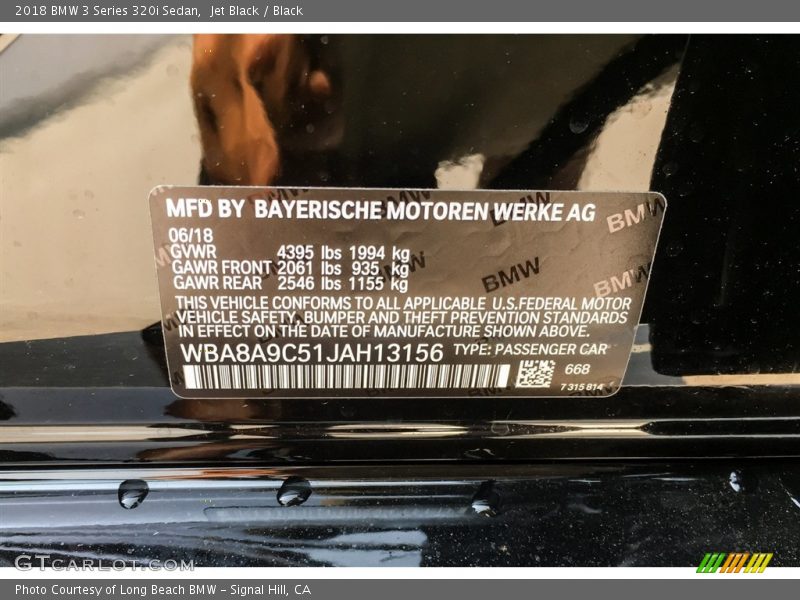 2018 BMW 3 Series 320i Sedan,  Jet Black / Black
MFD BY BAYERISCHE MOTOREN WERKE AG
06/18
GVWR 4395 lbs 1994 kg
GAWR FRONT 2061 lbs 935 kg
GAWR REAR 2546 lbs 1155 kg
THIS VEHICLE CONFORMS TO ALL APPLICABLE U.S.FEDERAL MOTOR
VEHICLE SAFETY, BUMPER AND THEFT PREVENTION STANDARDS
IN EFFECT ON THE DATE OF MANUFACTURE SHOWN ABOVE.
WBA8A9C51JAH13156 TYPE: PASSENGER CAR
668
7 315 814
BMW
BMW
BMW
GTCARLOT.COM
Photo Courtesy of Long Beach BMW – Signal Hill, CA